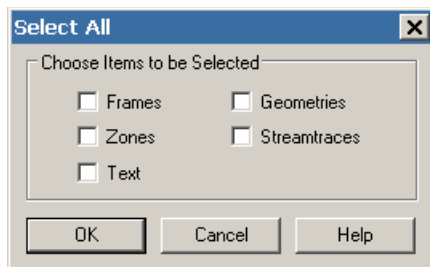 Select All
Choose Items to be Selected
Frames Geometries
Zones Streamtraces
Text
OK Cancel Help